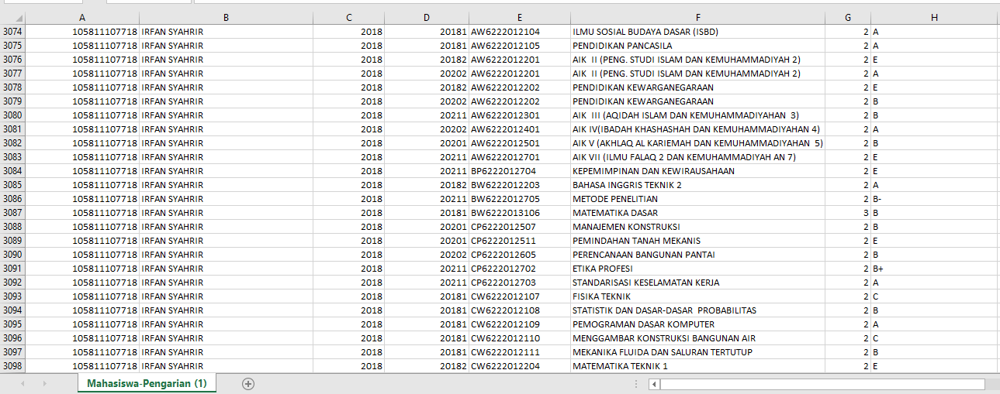 A B C D E F G H
3074 105811107718 IRFAN SYAHRIR 2018 20181 AW6222012104 ILMU SOSIAL BUDAYA DASAR (ISBD) 2 A
3075 105811107718 IRFAN SYAHRIR 2018 20181 AW6222012105 PENDIDIKAN PANCASILA 2 A
3076 105811107718 IRFAN SYAHRIR 2018 20182 AW6222012201 AIK II (PENG. STUDI ISLAM DAN KEMUHAMMADIYAH 2) 2 E
3077 105811107718 IRFAN SYAHRIR 2018 20202 AW6222012201 AIK II (PENG. STUDI ISLAM DAN KEMUHAMMADIYAH 2) 2 A
3078 105811107718 IRFAN SYAHRIR 2018 20182 AW6222012202 PENDIDIKAN KEWARGANEGARAAN 2 E
3079 105811107718 IRFAN SYAHRIR 2018 20202 AW6222012202 PENDIDIKAN KEWARGANEGARAAN 2 B
3080 105811107718 IRFAN SYAHRIR 2018 20211 AW6222012301 AIK III (AQIDAH ISLAM DAN KEMUHAMMADIYAHAN 3) 2 B
3081 105811107718 IRFAN SYAHRIR 2018 20202 AW6222012401 AIK IV(IBADAH KHASHASHAH DAN KEMUHAMMADIYAHAN 4) 2 A
3082 105811107718 IRFAN SYAHRIR 2018 20201 AW6222012501 AIK V (AKHLAQ AL KARIEMAH DAN KEMUHAMMADIYAHAN 5) 2 B
3083 105811107718 IRFAN SYAHRIR 2018 20211 AW6222012701 AIK VII (ILMU FALAQ 2 DAN KEMUHAMMADIYAH AN 7) 2 E
3084 105811107718 IRFAN SYAHRIR 2018 20211 BP6222012704 KEPEMIMPINAN DAN KEWIRAUSAHAAN 2 E
3085 105811107718 IRFAN SYAHRIR 2018 20182 BW6222012203 BAHASA INGGRIS TEKNIK 2 2 A
3086 105811107718 IRFAN SYAHRIR 2018 20211 BW6222012705 METODE PENELITIAN 2 B-
3087 105811107718 IRFAN SYAHRIR 2018 20181 BW6222013106 MATEMATIKA DASAR 3 B
3088 105811107718 IRFAN SYAHRIR 2018 20201 CP6222012507 MANAJEMEN KONSTRUKSI 2 B
3089 105811107718 IRFAN SYAHRIR 2018 20201 CP6222012511 PEMINDAHAN TANAH MEKANIS 2 E
3090 105811107718 IRFAN SYAHRIR 2018 20202 CP6222012605 PERENCANAAN BANGUNAN PANTAI 2 B
3091 105811107718 IRFAN SYAHRIR 2018 20211 CP6222012702 ETIKA PROFESI 2 B+
3092 105811107718 IRFAN SYAHRIR 2018 20211 CP6222012703 STANDARISASI KESELAMATAN KERJA 2 A
3093 105811107718 IRFAN SYAHRIR 2018 20181 CW6222012107 FISIKA TEKNIK 2 C
3094 105811107718 IRFAN SYAHRIR 2018 20181 CW6222012108 STATISTIK DAN DASAR-DASAR PROBABILITAS 2 B
3095 105811107718 IRFAN SYAHRIR 2018 20181 CW6222012109 PEMOGRAMAN DASAR KOMPUTER 2 A
3096 105811107718 IRFAN SYAHRIR 2018 20181 CW6222012110 MENGGAMBAR KONSTRUKSI BANGUNAN AIR 2 C
3097 105811107718 IRFAN SYAHRIR 2018 20181 CW6222012111 MEKANIKA FLUIDA DAN SALURAN TERTUTUP 2 B
3098 105811107718 IRFAN SYAHRIR 2018 20182 CW6222012204 MATEMATIKA TEKNIK 1 2 E
Mahasiswa-Pengarian (1)